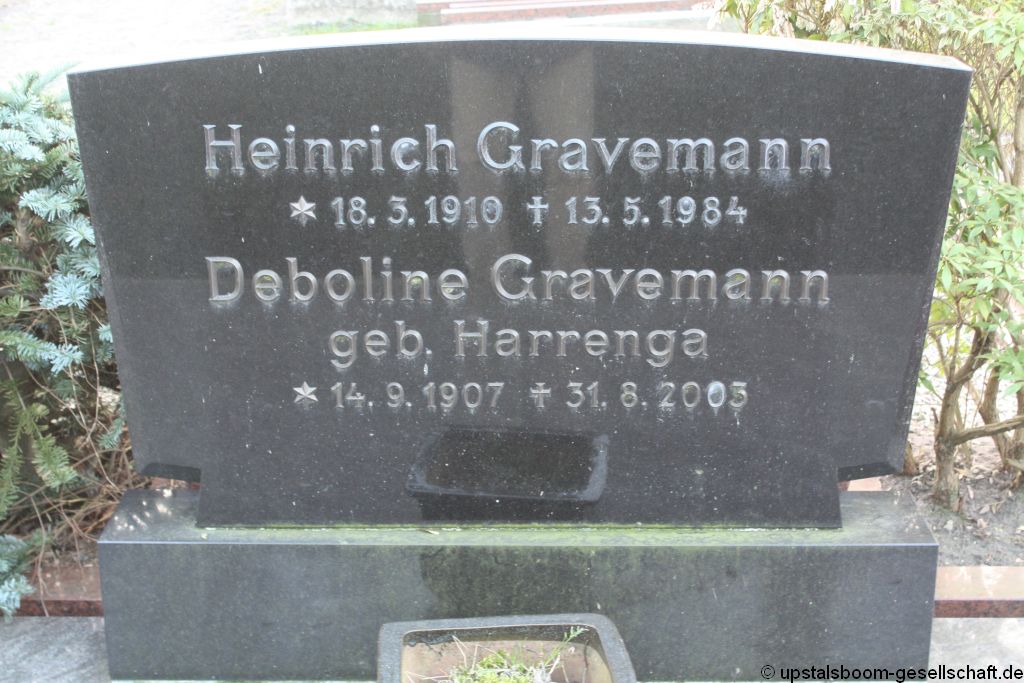 Heinrich Gravemann
* 18. 3. 1910 † 13. 5. 1984
Deboline Gravemann
geb. Harrenga
* 14. 9. 1907 † 31. 8. 2003
© upstalsboom-gesellschaft.de